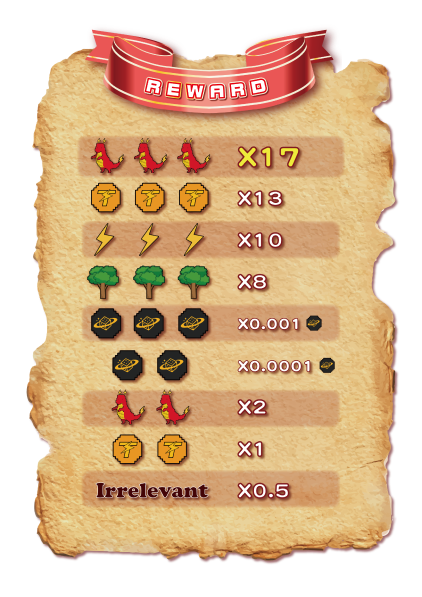 REWARD
X17
X13
X10
X8
X0.001
X0.0001
X2
X1
Irrelevant X0.5